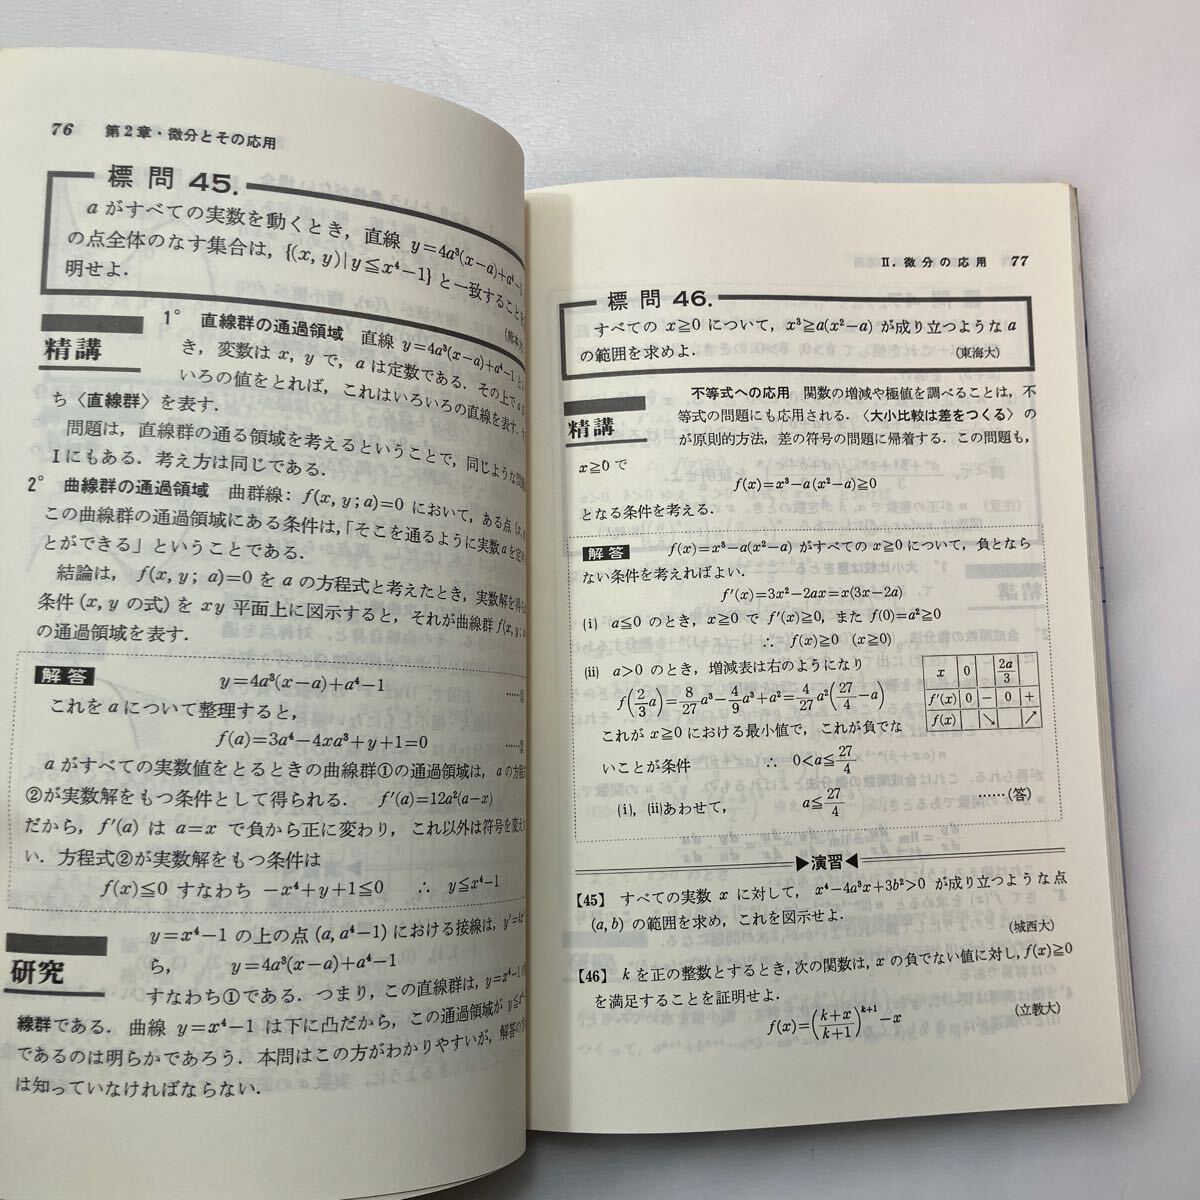 76　第2章・微分とその応用
標問 45.
aがすべての実数を動くとき，直線 y=4a³(x−a)+a⁴−1
の点全体のなす集合は，{(x, y)|y≦x⁴−1} と一致することを
明せよ．
精講
1° 直線群の通過領域　直線 y=4a³(x−a)+a⁴−1 と
き，変数は x, y で，a は定数である．その上で a
いろの値をとれば，これはいろいろの直線を表す．
ち〈直線群〉を表す．
問題は，直線群の通る領域を考えるということで，同じような問題
Ⅰにもある．考え方は同じである．
2° 曲線群の通過領域　曲群線：f(x, y ; a)=0 において，ある点 (x,
この曲線群の通過領域にある条件は，「そこを通るように実数 a を定め
とができる」ということである．
結論は，f(x, y ; a)=0 を a の方程式と考えたとき，実数解を得
条件 (x, y の式) を xy 平面上に図示すると，それが曲線群 f(x, y ;
の通過領域を表す．
解答
y=4a³(x−a)+a⁴−1 ……①
これを a について整理すると，
f(a)=3a⁴−4xa³+y+1=0 ……②
a がすべての実数値をとるときの曲線群①の通過領域は，a の方程
②が実数解をもつ条件として得られる． f′(a)=12a²(a−x)
だから，f′(a) は a=x で負から正に変わり，これ以外は符号を変え
い．方程式②が実数解をもつ条件は
f(x)≦0 すなわち −x⁴+y+1≦0　∴ y≦x⁴−1
研究
y=x⁴−1 の上の点 (a, a⁴−1) における接線は，y′=4x³
ら，　y=4a³(x−a)+a⁴−1
すなわち①である．つまり，この直線群は，y=x⁴−1
線群である．曲線 y=x⁴−1 は下に凸だから，この通過領域が y≦x⁴−
であるのは明らかであろう．本問はこの方がわかりやすいが，解答の方
は知っていなければならない．
Ⅱ. 微分の応用　77
標問 46.
すべての x≧0 について，x³≧a(x²−a) が成り立つような a
の範囲を求めよ． (東海大)
精講
不等式への応用　関数の増減や極値を調べることは，不
等式の問題にも応用される．〈大小比較は差をつくる〉の
が原則的方法，差の符号の問題に帰着する．この問題も，
x≧0 で
f(x)=x³−a(x²−a)≧0
となる条件を考える．
解答　f(x)=x³−a(x²−a) がすべての x≧0 について，負となら
ない条件を考えればよい．
f′(x)=3x²−2ax=x(3x−2a)
(i) a≦0 のとき，x≧0 で f′(x)≧0，また f(0)=a²≧0
∴ f(x)≧0 (x≧0)
(ii) a>0 のとき，増減表は右のようになり
f(2/3 a)=8/27 a³−4/9 a³+a²=4/27 a²(27/4−a)
これが x≧0 における最小値で，これが負でな
いことが条件　∴ 0<a≦27/4
x 0 2a/3
f′(x) 0 − 0 +
f(x) ↘ ↗
(i), (ii)あわせて，　a≦27/4 ……(答)
▶演習◀
【45】 すべての実数 x に対して，x⁴−4a³x+3b²>0 が成り立つような点
(a, b) の範囲を求め，これを図示せよ． (城西大)
【46】 k を正の整数とするとき，次の関数は，x の負でない値に対し，f(x)≧0
を満足することを証明せよ． (立教大)
f(x)=((k+x)/(k+1))^(k+1)−x